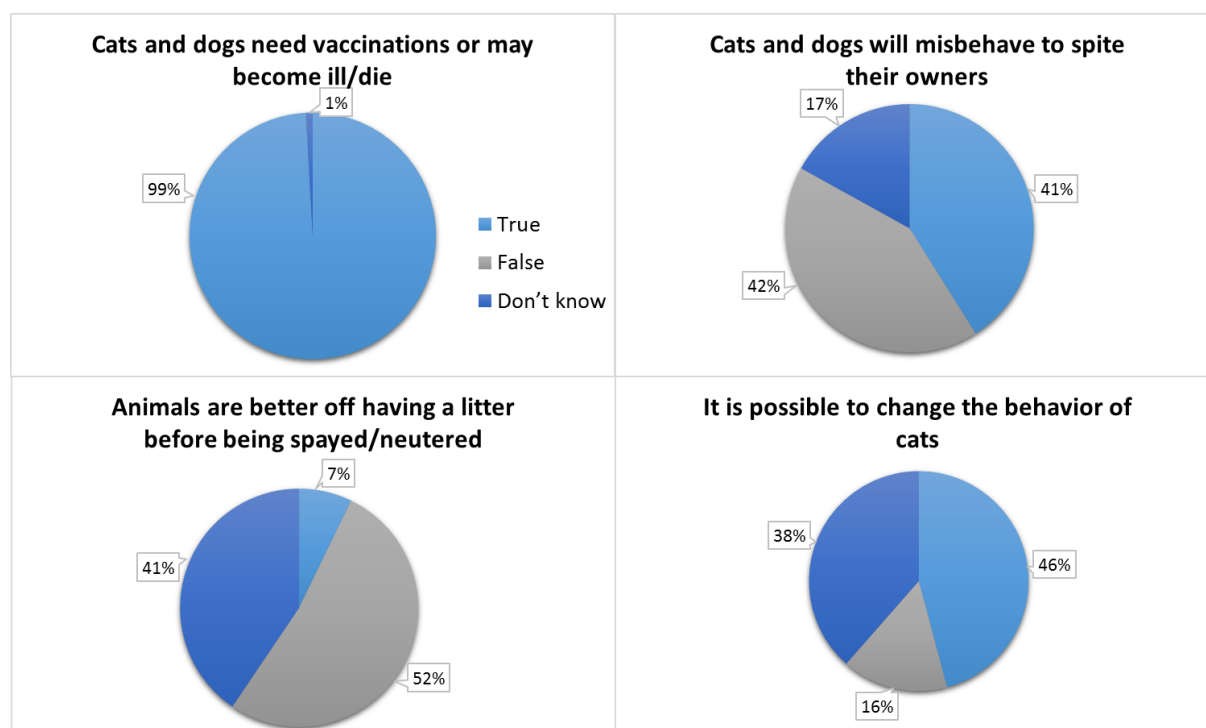 Cats and dogs need vaccinations or may
become ill/die
1%
99%
True
False
Don’t know
Cats and dogs will misbehave to spite
their owners
17%
41%
42%
Animals are better off having a litter
before being spayed/neutered
7%
41%
52%
It is possible to change the behavior of
cats
38%
46%
16%